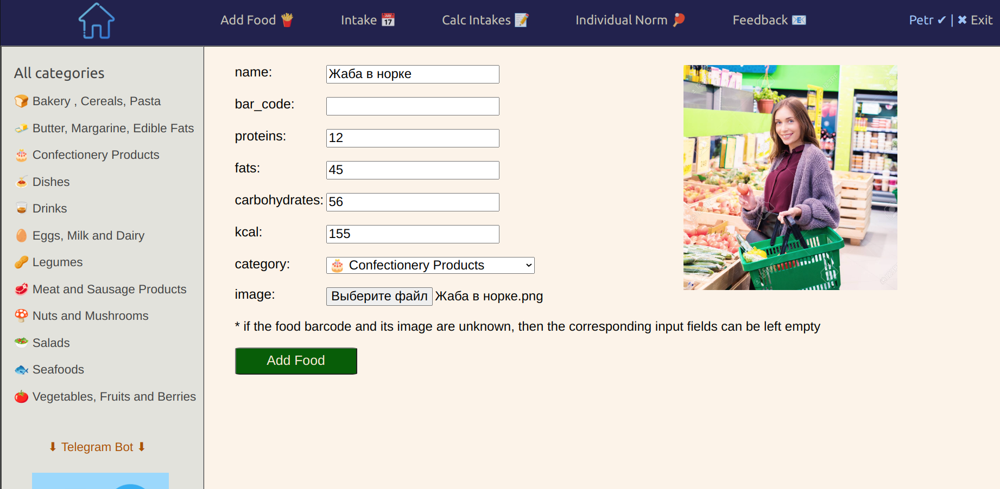 Add Food 🍟 Intake 📅 Calc Intakes 📝 Individual Norm 🏓 Feedback 📧 Petr ✔ | ✖ Exit
All categories
🍞 Bakery , Cereals, Pasta
🧈 Butter, Margarine, Edible Fats
🎂 Confectionery Products
🍝 Dishes
🥃 Drinks
🥚 Eggs, Milk and Dairy
🥜 Legumes
🥩 Meat and Sausage Products
🍄 Nuts and Mushrooms
🥗 Salads
🐟 Seafoods
🍅 Vegetables, Fruits and Berries
⬇ Telegram Bot ⬇
name: Жаба в норке
bar_code:
proteins: 12
fats: 45
carbohydrates: 56
kcal: 155
category: 🎂 Confectionery Products
image: Выберите файл Жаба в норке.png
* if the food barcode and its image are unknown, then the corresponding input fields can be left empty
Add Food